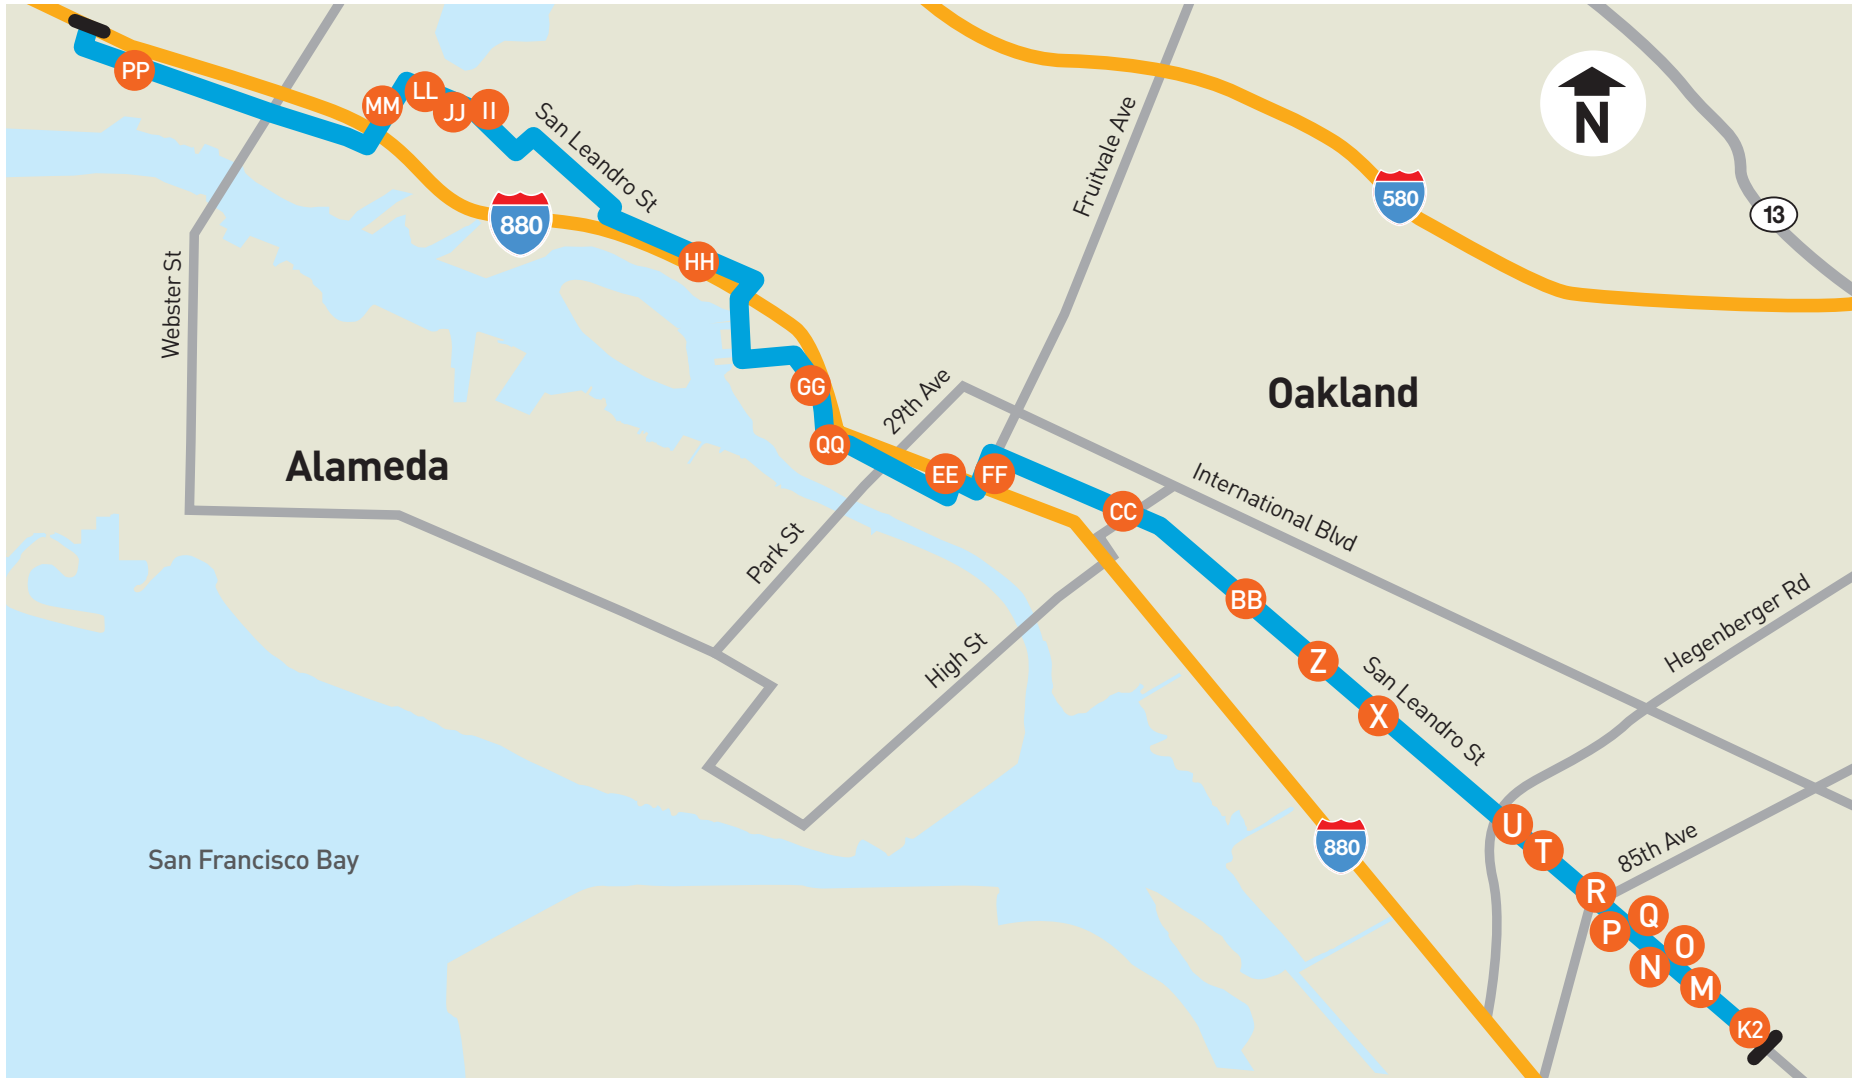 PP
MM
LL
JJ
II
San Leandro St
Fruitvale Ave
N
580
13
880
HH
Webster St
GG
29th Ave
Oakland
QQ
Alameda
EE
FF
International Blvd
CC
Park St
BB
Hegenberger Rd
High St
Z
San Leandro St
X
U
T
85th Ave
880
San Francisco Bay
R
Q
P
O
N
M
K2